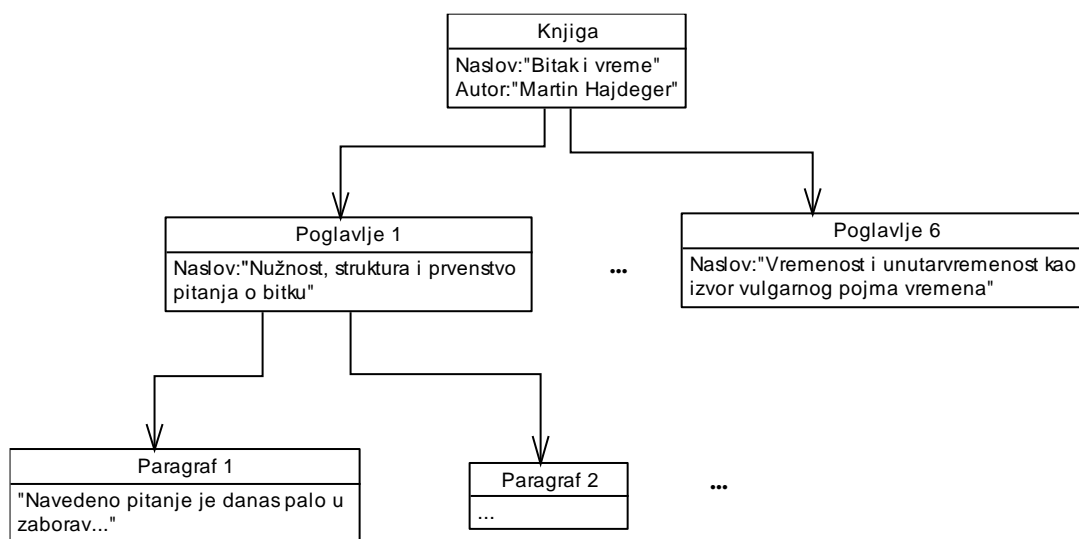 Knjiga
Naslov:"Bitak i vreme"
Autor:"Martin Hajdeger"
Poglavlje 1
Naslov:"Nužnost, struktura i prvenstvo
pitanja o bitku"
...
Poglavlje 6
Naslov:"Vremenost i unutarvremenost kao
izvor vulgarnog pojma vremena"
Paragraf 1
"Navedeno pitanje je danas palo u
zaborav..."
Paragraf 2
...
...